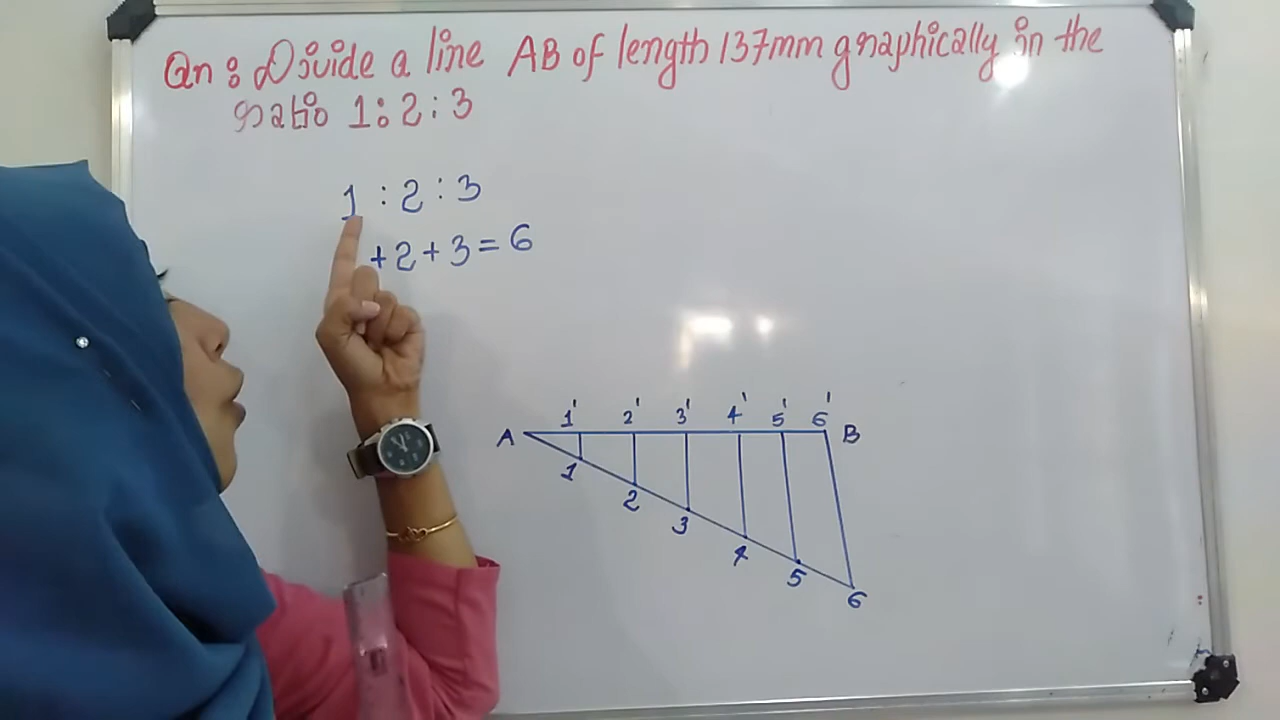 Qn : Divide a line AB of length 137mm graphically in the
ratio 1:2:3
1 : 2 : 3
+2+3=6
1' 2' 3' 4' 5' 6'
A B
1
2
3
4
5
6